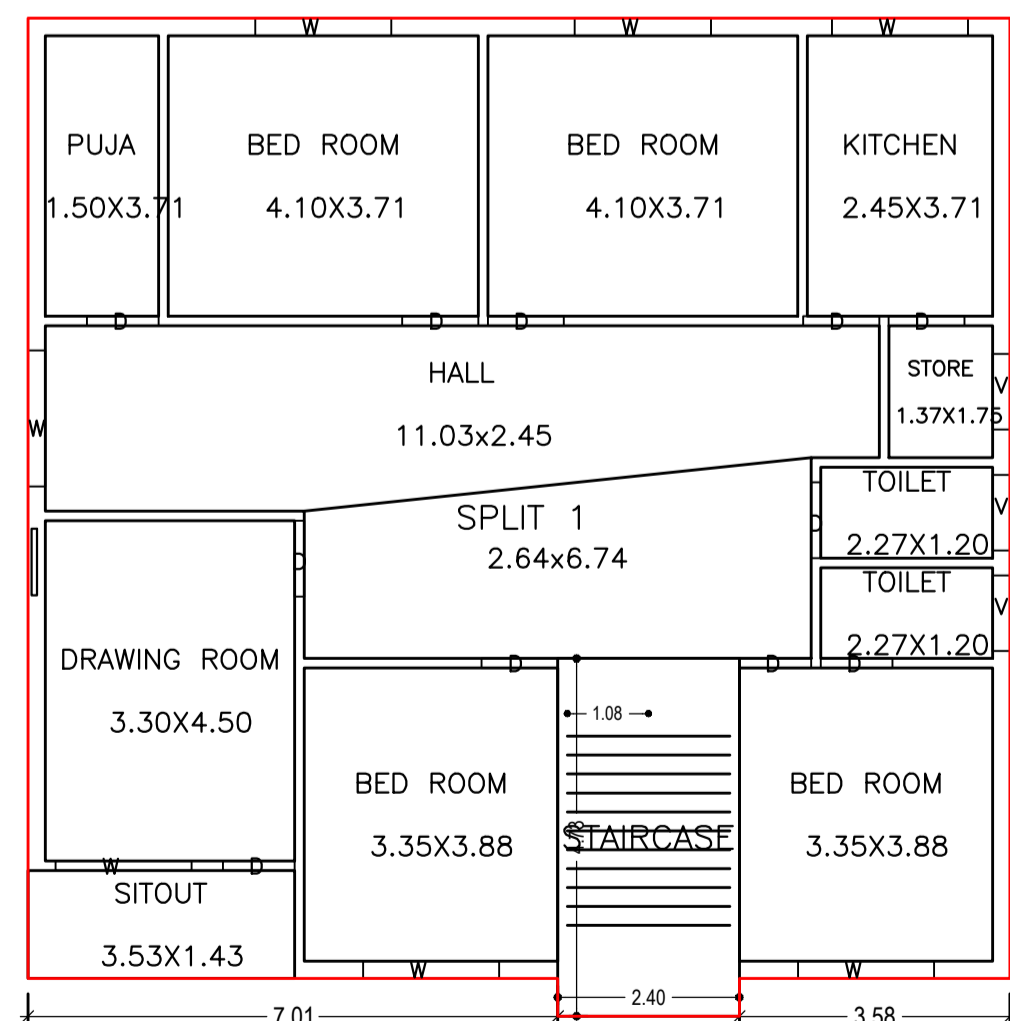 W W W
PUJA BED ROOM BED ROOM KITCHEN
1.50X3.71 4.10X3.71 4.10X3.71 2.45X3.71
D D D D D
HALL STORE
V
11.03x2.45 1.37X1.75
W
TOILET
V
SPLIT 1
D
2.64x6.74 2.27X1.20
D
TOILET
V
2.27X1.20
DRAWING ROOM
D D D
3.30X4.50 1.08
BED ROOM BED ROOM
STAIRCASE
3.35X3.88 3.35X3.88
W D
SITOUT
3.53X1.43
W W
2.40
7.01 3.58